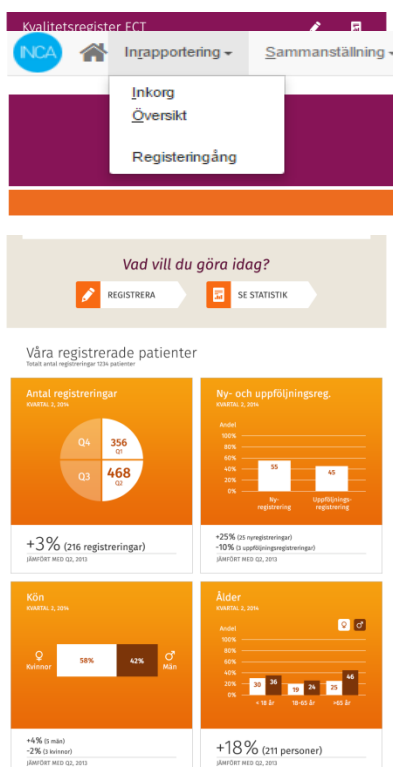 Kvalitetsregister ECT
INCA
Inrapportering
Sammanställning
Inkorg
Översikt
Registeringång
Vad vill du göra idag?
REGISTRERA
SE STATISTIK
Våra registrerade patienter
Totalt antal registreringar 1234 patienter
Antal registreringar
KVARTAL 2, 2014
Q4
356
Q1
Q3
468
Q2
+3% (216 registreringar)
JÄMFÖRT MED Q2, 2013
Ny- och uppföljningsreg.
KVARTAL 2, 2014
Andel
100%
80%
60%
40%
20%
0%
55
45
Ny-
registrering
Uppföljnings-
registrering
+25% (25 nyregistreringar)
-10% (3 uppföljningsregistreringar)
JÄMFÖRT MED Q2, 2013
Kön
KVARTAL 2, 2014
Kvinnor
58%
42%
Män
+4% (5 män)
-2% (3 kvinnor)
JÄMFÖRT MED Q2, 2013
Ålder
KVARTAL 2, 2014
Andel
100%
80%
60%
40%
20%
0%
30
36
19
24
25
46
+ 18 år
18-65 år
+65 år
+18% (211 personer)
JÄMFÖRT MED Q2, 2013